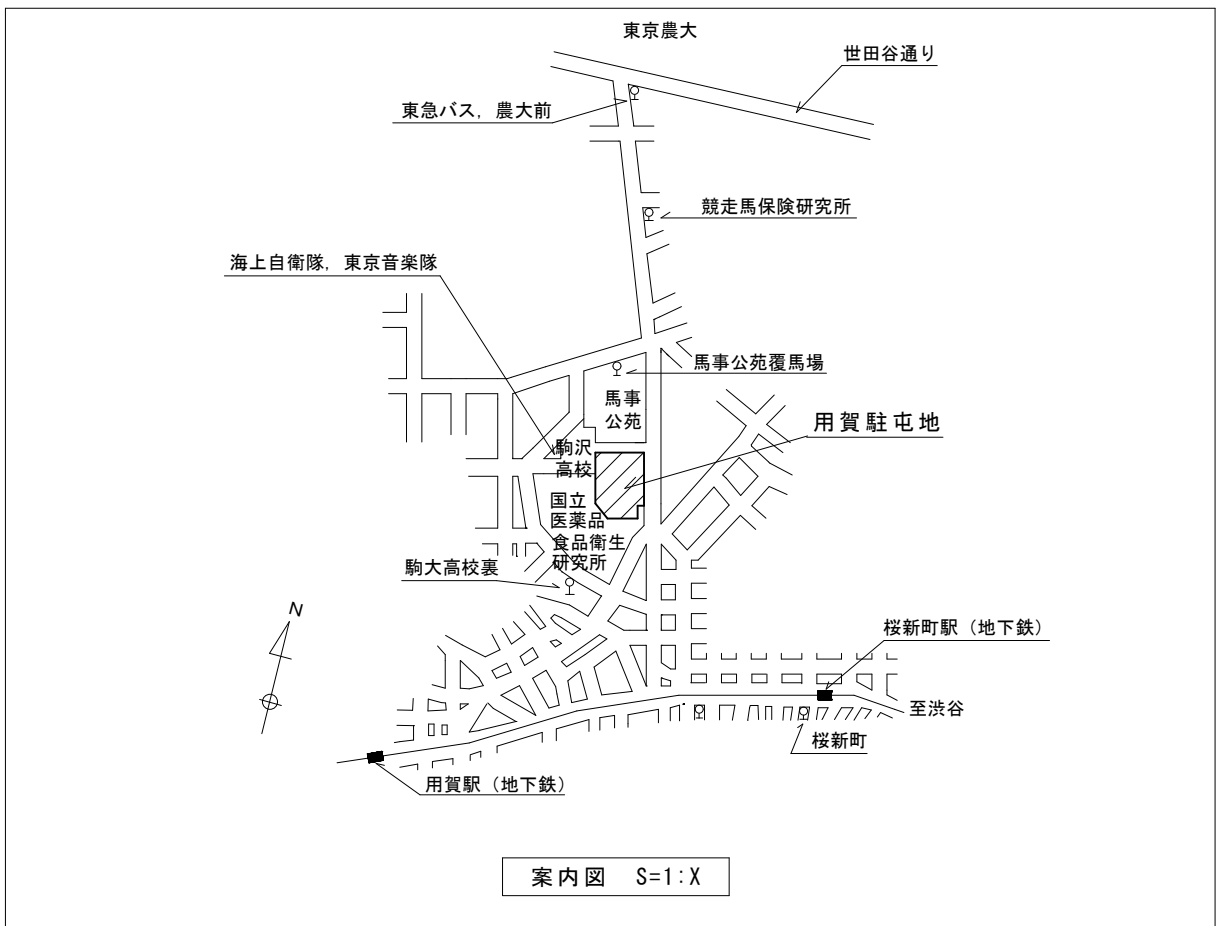 東京農大
世田谷通り
東急バス，農大前
競走馬保険研究所
海上自衛隊，東京音楽隊
馬事公苑覆馬場
馬事
公苑
用賀駐屯地
駒沢
高校
国立
医薬品
食品衛生
研究所
駒大高校裏
N
桜新町駅（地下鉄）
至渋谷
桜新町
用賀駅（地下鉄）
案内図　S=1:X